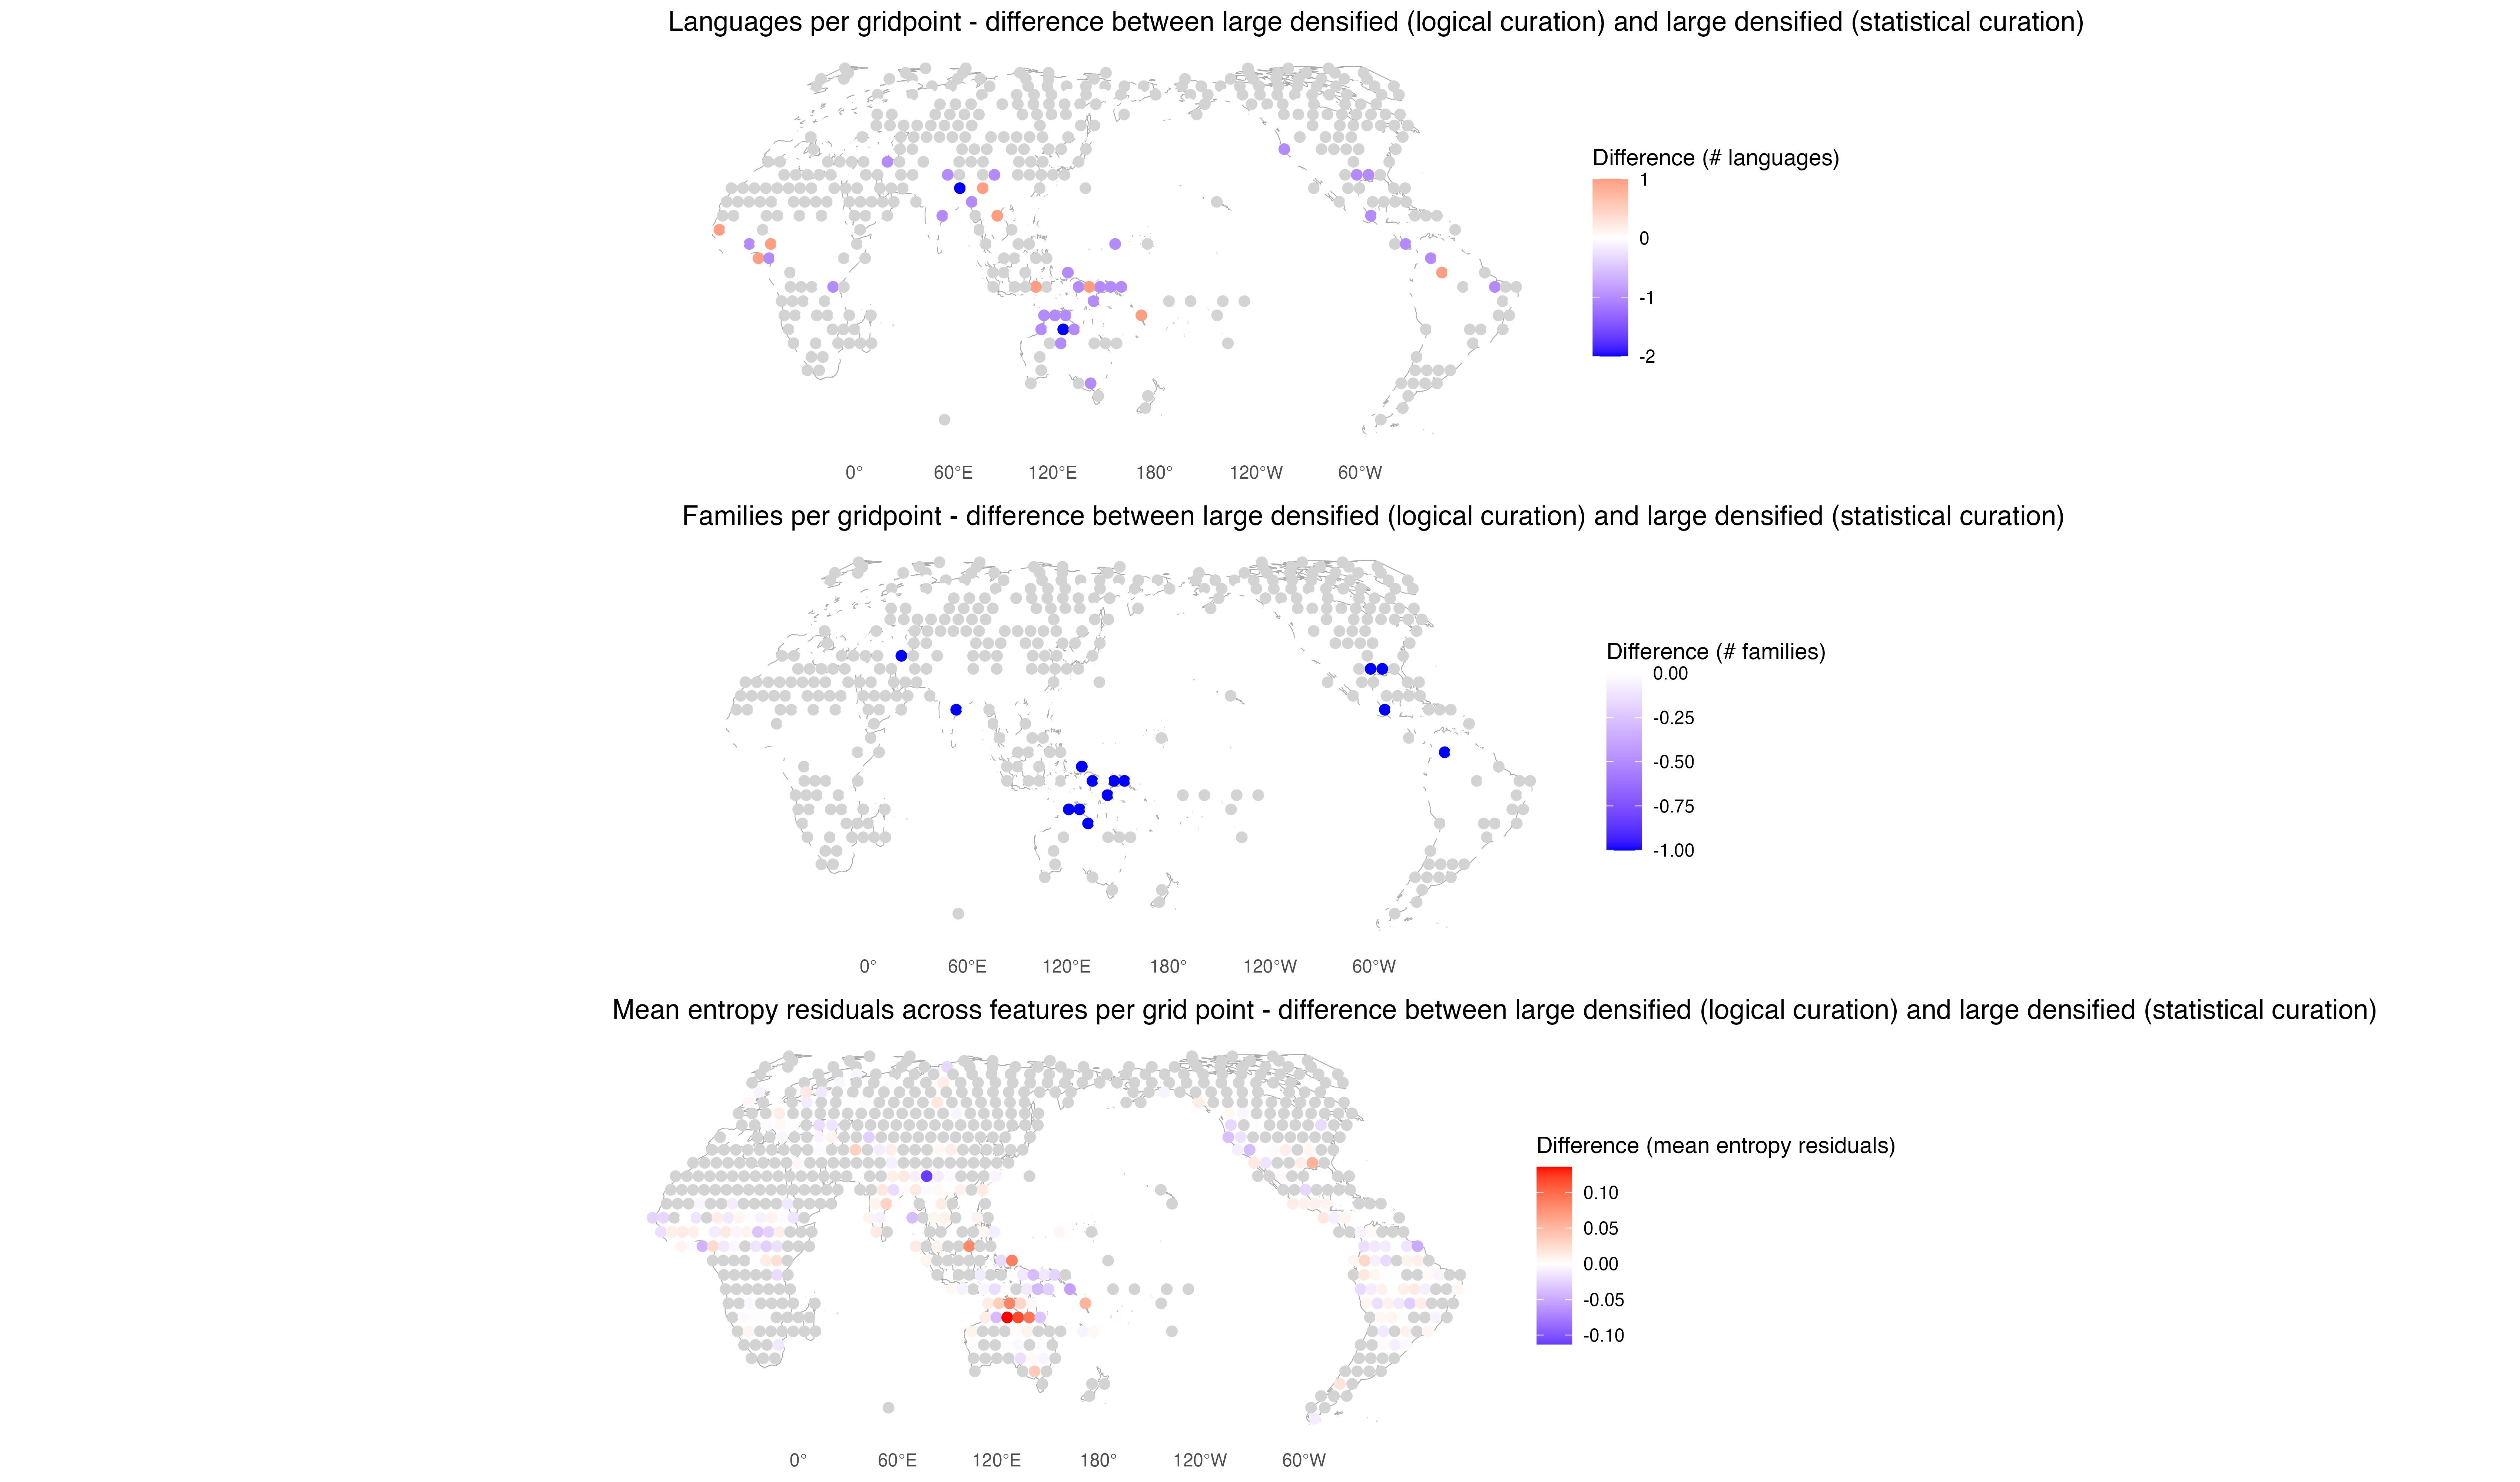 Languages per gridpoint - difference between large densified (logical curation) and large densified (statistical curation)
Difference (# languages)
1
0
-1
-2
0° 60°E 120°E 180° 120°W 60°W
Families per gridpoint - difference between large densified (logical curation) and large densified (statistical curation)
Difference (# families)
0.00
-0.25
-0.50
-0.75
-1.00
0° 60°E 120°E 180° 120°W 60°W
Mean entropy residuals across features per grid point - difference between large densified (logical curation) and large densified (statistical curation)
Difference (mean entropy residuals)
0.10
0.05
0.00
-0.05
-0.10
0° 60°E 120°E 180° 120°W 60°W